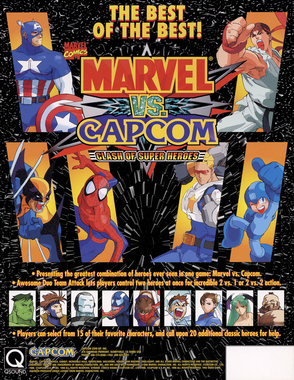 THE BEST
OF THE BEST!
MARVEL
COMICS
MARVEL
VS.
CAPCOM
CLASH OF SUPER HEROES
• Presenting the greatest combination of heroes ever seen in one game: Marvel vs. Capcom.
• Awesome Duo Team Attack lets players control two heroes at once for incredible 2 vs. 1 or 2 vs. 2 action.
• Players can select from 15 of their favorite characters, and call upon 20 additional classic heroes for help.
Q
QSOUND
CAPCOM